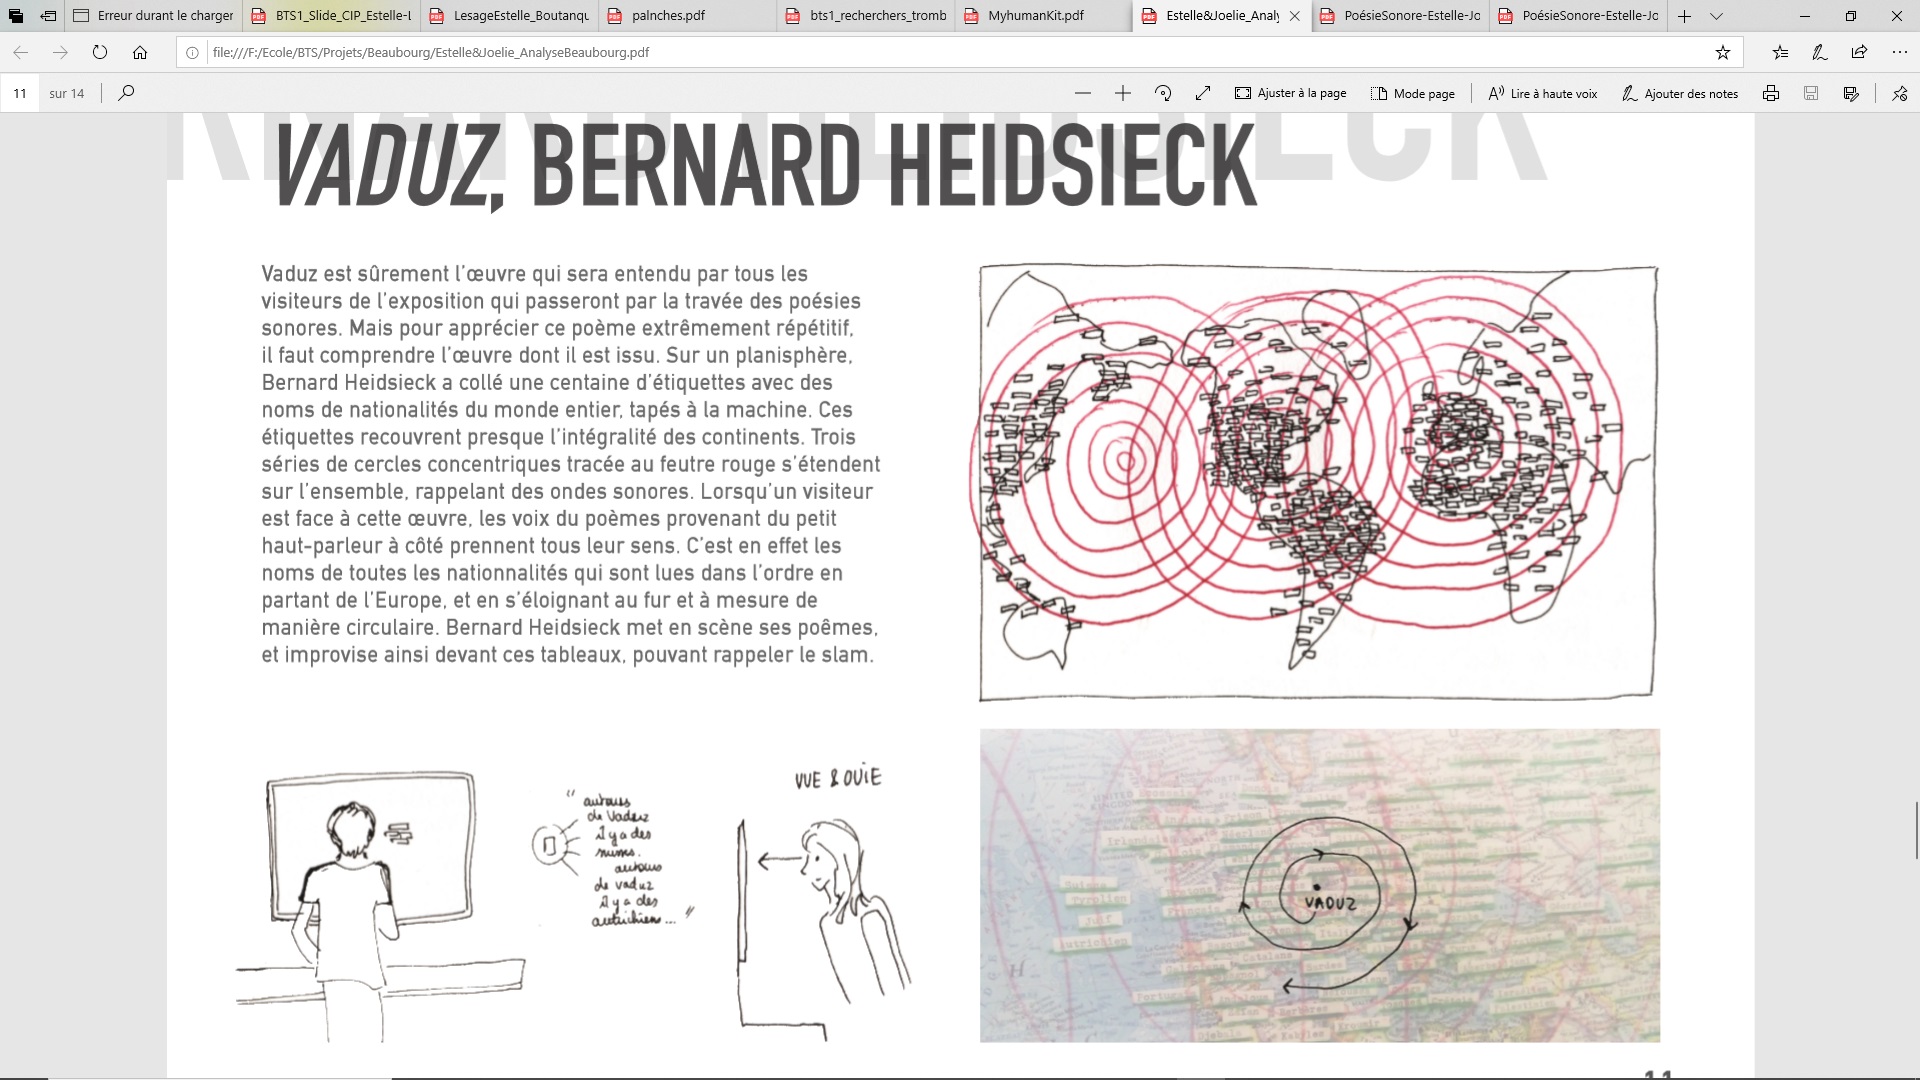 Erreur durant le charger
BTS1_Slide_CIP_Estelle-L
LesageEstelle_Boutanqu
palnches.pdf
bts1_recherchers_tromb
MyhumanKit.pdf
Estelle&Joelie_Analy
PoésieSonore-Estelle-Jo
PoésieSonore-Estelle-Jo
file:///F:/Ecole/BTS/Projets/Beaubourg/Estelle&Joelie_AnalyseBeaubourg.pdf
11 sur 14
Ajuster à la page
Mode page
Lire à haute voix
Ajouter des notes
VADUZ, BERNARD HEIDSIECK
Vaduz est sûrement l'œuvre qui sera entendu par tous les
visiteurs de l'exposition qui passeront par la travée des poésies
sonores. Mais pour apprécier ce poème extrêmement répétitif,
il faut comprendre l'œuvre dont il est issu. Sur un planisphère,
Bernard Heidsieck a collé une centaine d'étiquettes avec des
noms de nationalités du monde entier, tapés à la machine. Ces
étiquettes recouvrent presque l'intégralité des continents. Trois
séries de cercles concentriques tracée au feutre rouge s'étendent
sur l'ensemble, rappelant des ondes sonores. Lorsqu'un visiteur
est face à cette œuvre, les voix du poèmes provenant du petit
haut-parleur à côté prennent tous leur sens. C'est en effet les
noms de toutes les nationnalités qui sont lues dans l'ordre en
partant de l'Europe, et en s'éloignant au fur et à mesure de
manière circulaire. Bernard Heidsieck met en scène ses poêmes,
et improvise ainsi devant ces tableaux, pouvant rappeler le slam.
"autours
de Vaduz
il y a des
suisses.
autours
de vaduz
il y a des
autrichiens..."
VUE & OUïE
VADUZ
Tyrolien
Juif
Autrichien
Catalans
11